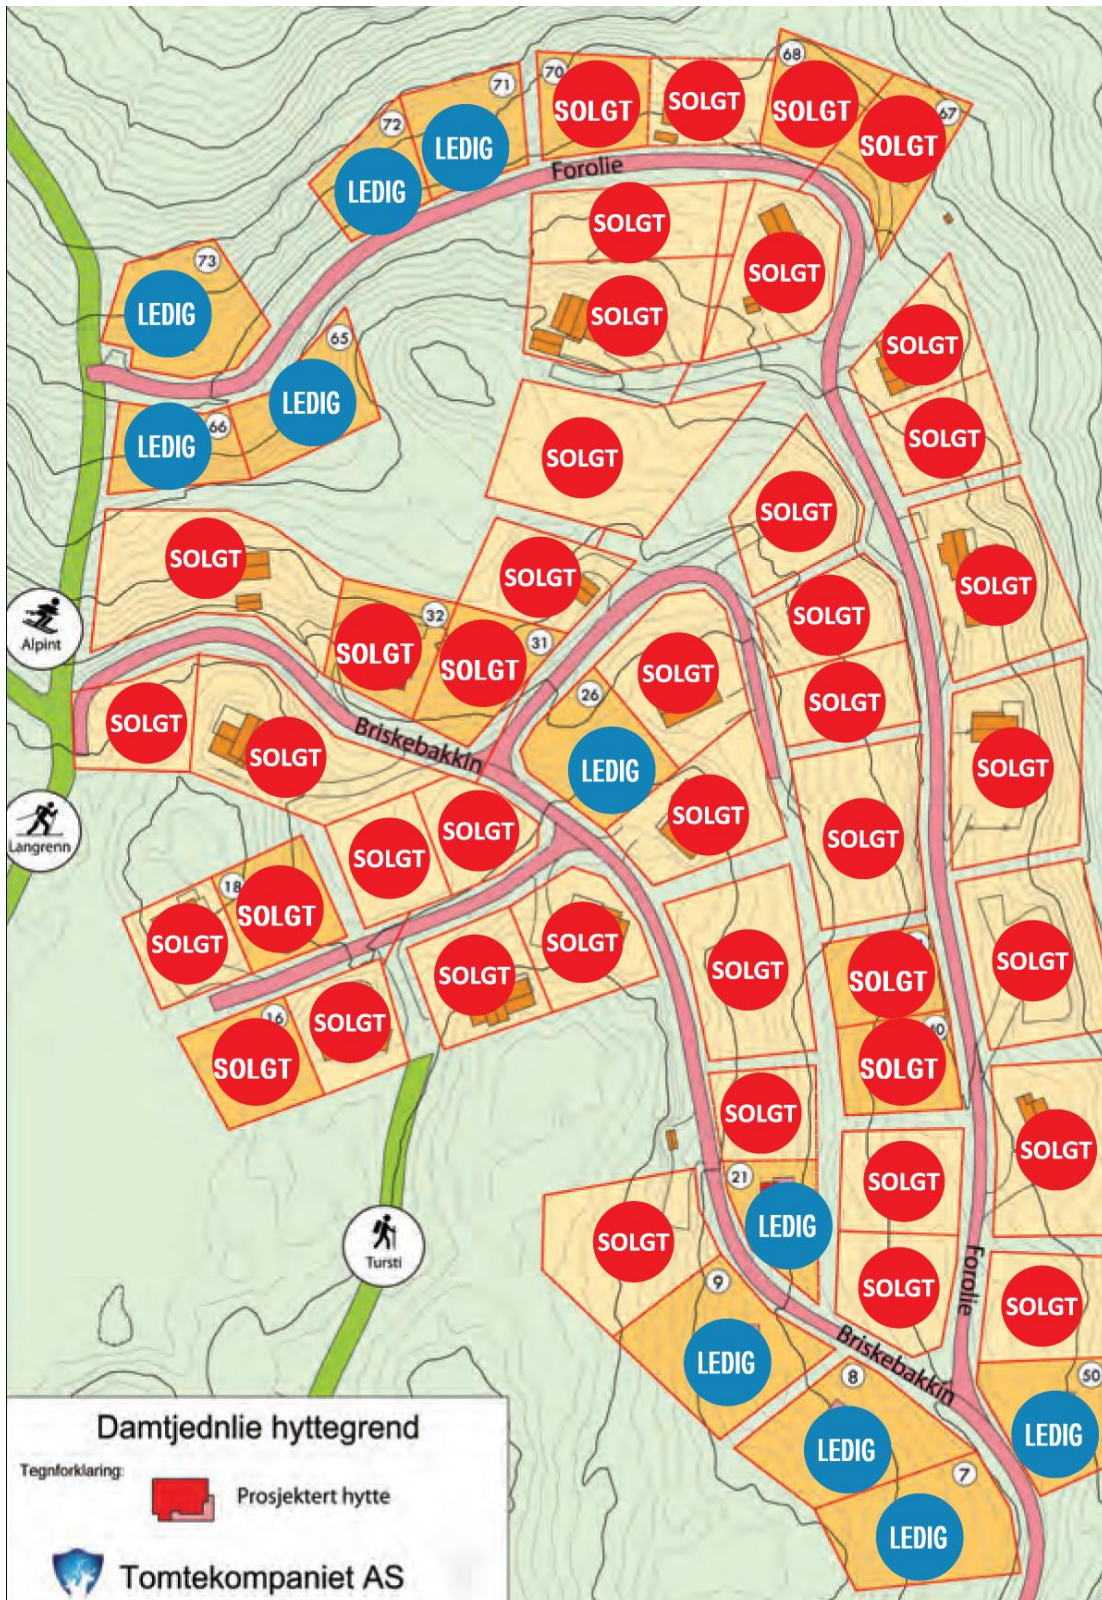 68
70
71
SOLGT
SOLGT
SOLGT
67
72
LEDIG
SOLGT
Forolie
LEDIG
SOLGT
73
SOLGT
LEDIG
SOLGT
65
SOLGT
LEDIG
66
LEDIG
SOLGT
SOLGT
SOLGT
SOLGT
SOLGT
SOLGT
32
SOLGT
Alpint
31
SOLGT
SOLGT
SOLGT
26
SOLGT
SOLGT
Briskebakkin
SOLGT
LEDIG
SOLGT
SOLGT
SOLGT
SOLGT
SOLGT
Langrenn
SOLGT
18
SOLGT
SOLGT
SOLGT
SOLGT
SOLGT
SOLGT
SOLGT
16
SOLGT
40
SOLGT
SOLGT
SOLGT
SOLGT
21
SOLGT
LEDIG
SOLGT
Tursti
9
Forolie
SOLGT
SOLGT
Briskebakkin
LEDIG
8
50
LEDIG
LEDIG
7
LEDIG
Damtjednlie hyttegrend
Tegnforklaring:
Prosjektert hytte
Tomtekompaniet AS